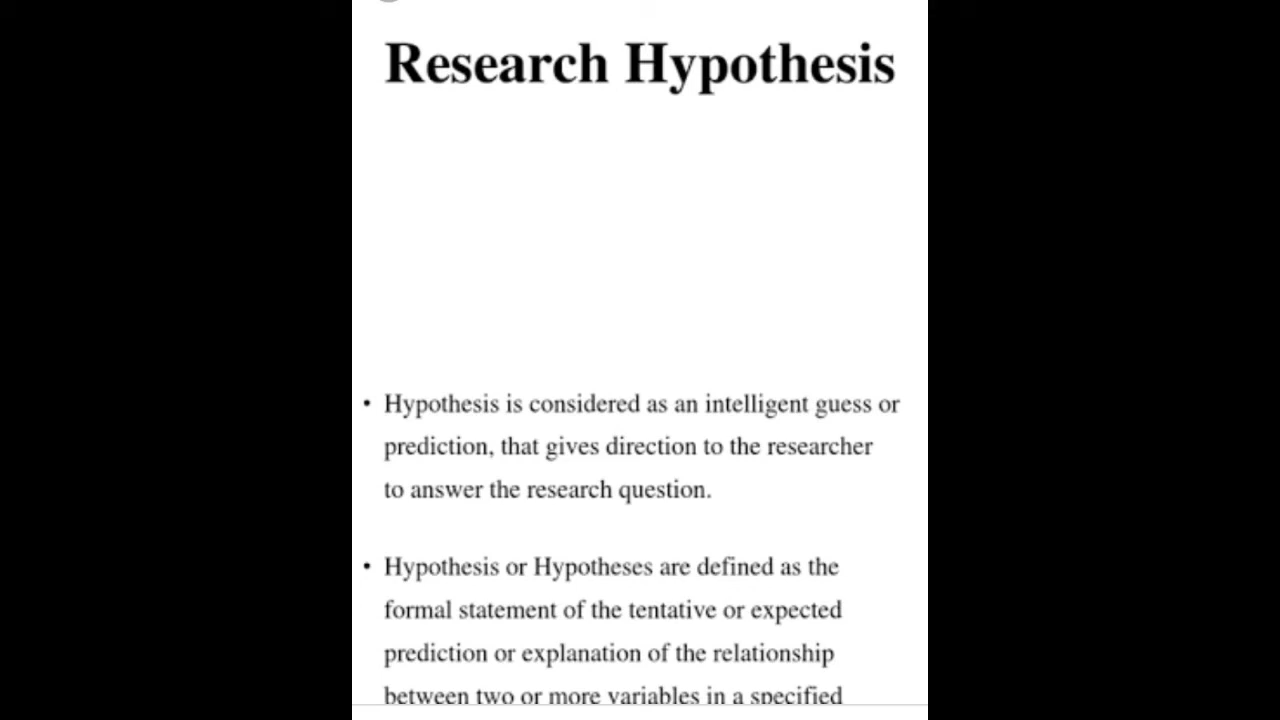 Research Hypothesis
• Hypothesis is considered as an intelligent guess or
prediction, that gives direction to the researcher
to answer the research question.
• Hypothesis or Hypotheses are defined as the
formal statement of the tentative or expected
prediction or explanation of the relationship
between two or more variables in a specified